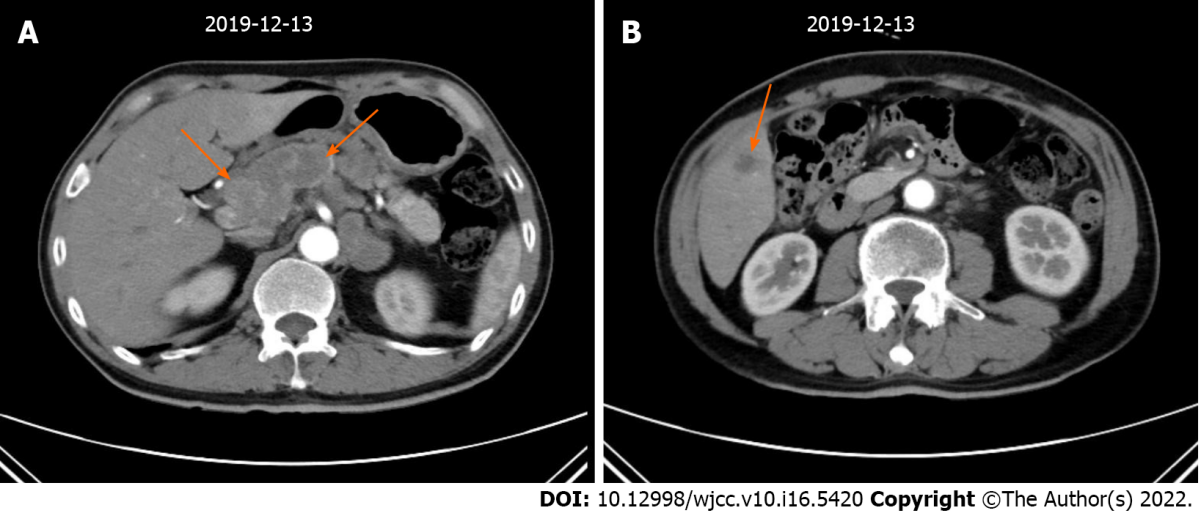 A
2019-12-13
B
2019-12-13
DOI: 10.12998/wjcc.v10.i16.5420 Copyright ©The Author(s) 2022.